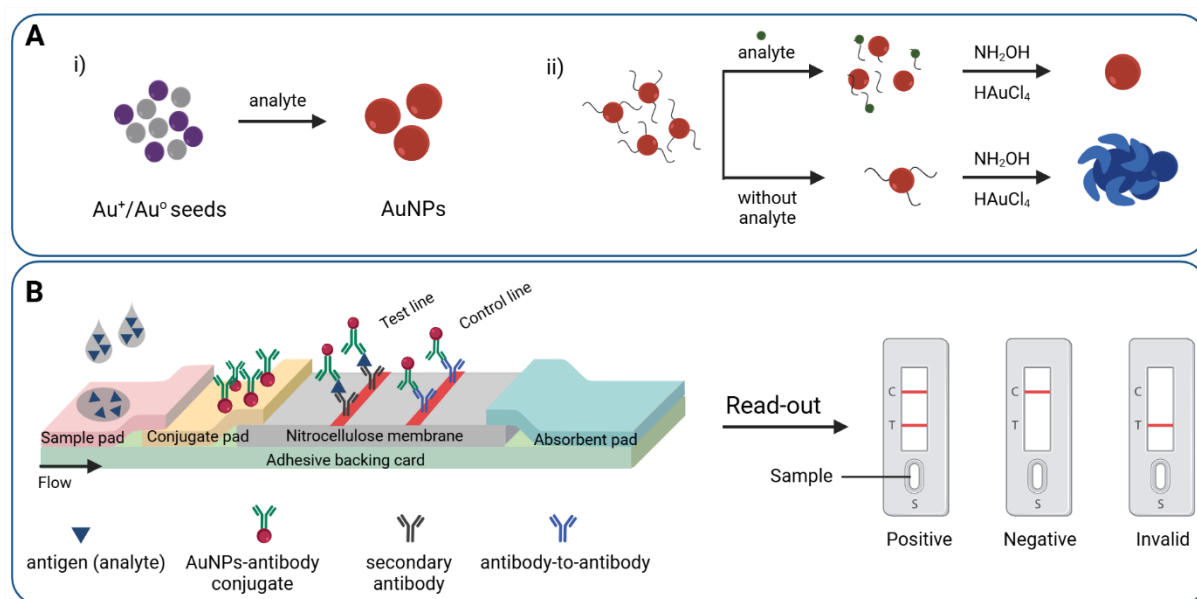 A
i)
analyte
Au⁺/Au⁰ seeds
AuNPs
ii)
analyte
NH₂OH
HAuCl₄
without
analyte
NH₂OH
HAuCl₄
B
Test line
Control line
Sample pad
Conjugate pad
Nitrocellulose membrane
Absorbent pad
Adhesive backing card
Flow
antigen (analyte)
AuNPs-antibody
conjugate
secondary
antibody
antibody-to-antibody
Read-out
Sample
C
T
S
Positive
C
T
S
Negative
C
T
S
Invalid